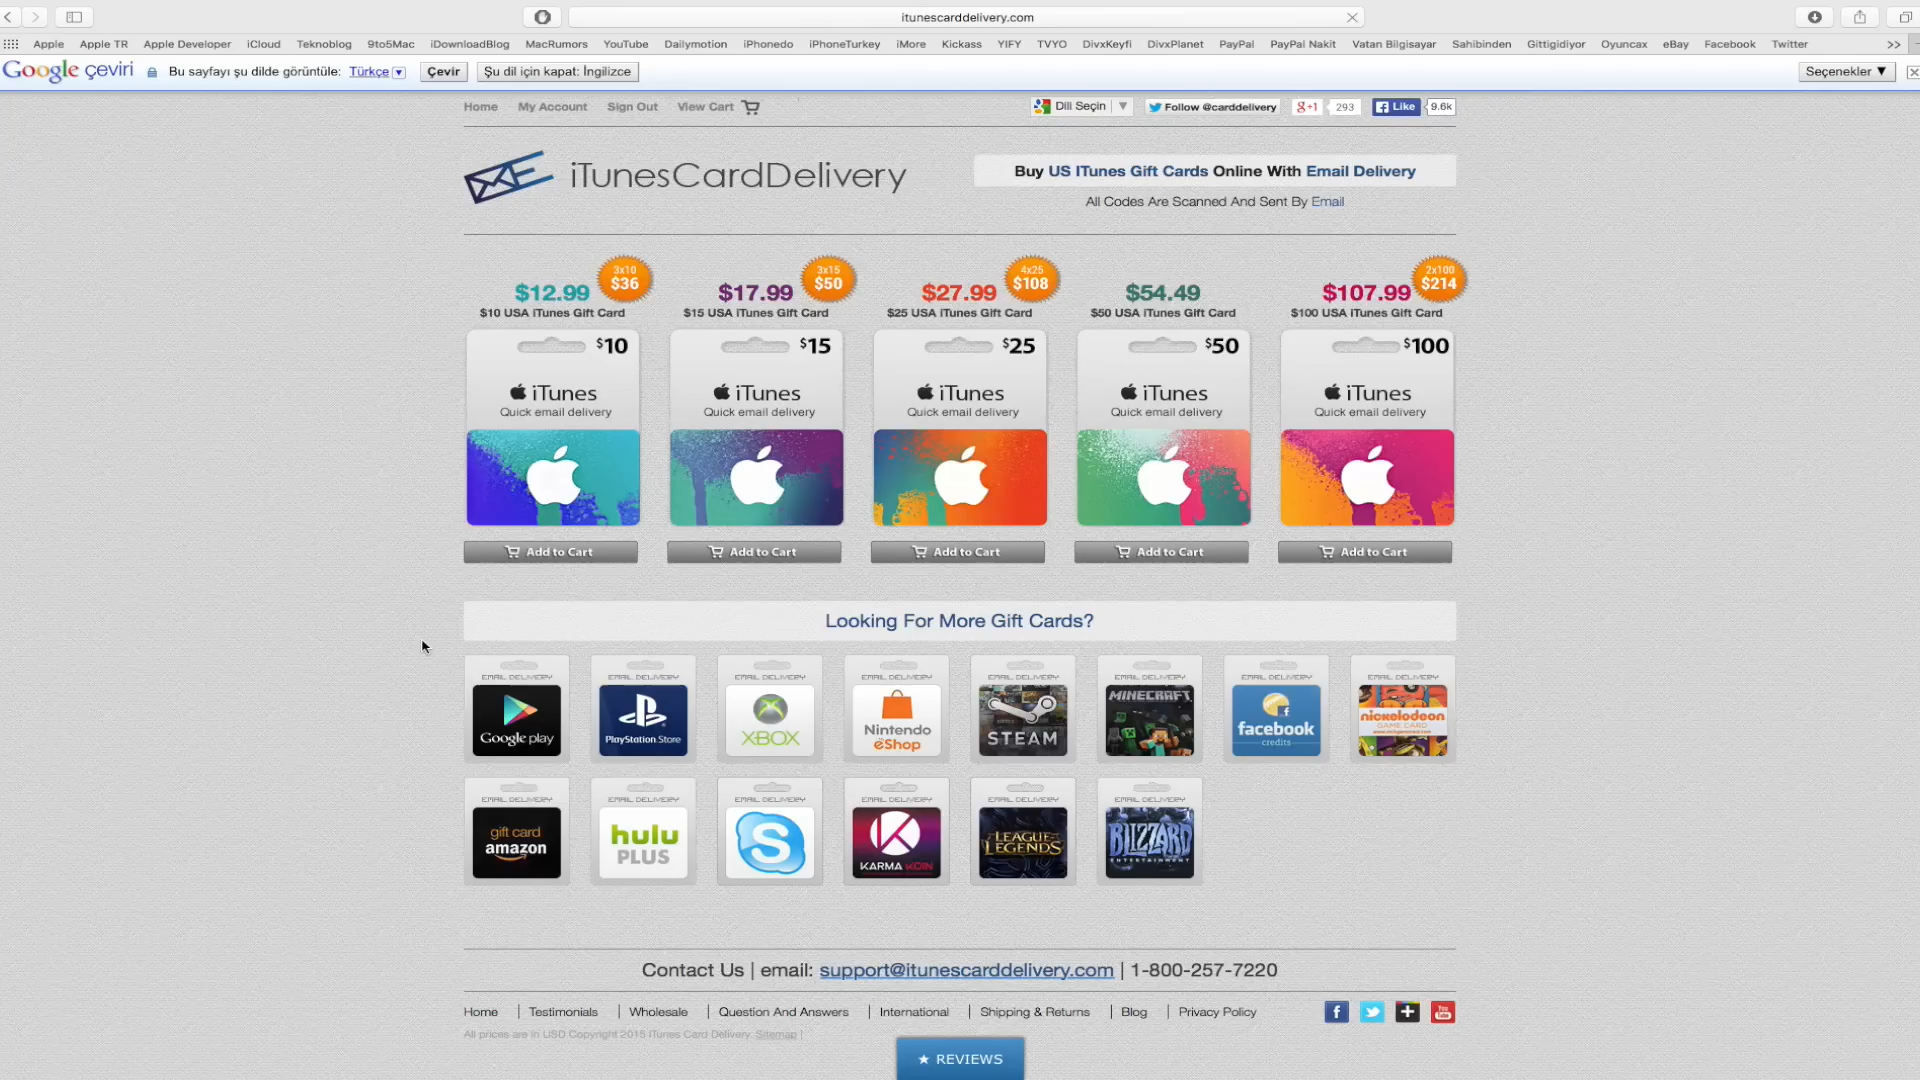 itunescarddelivery.com
Apple Apple TR Apple Developer iCloud Teknoblog 9to5Mac iDownloadBlog MacRumors YouTube Dailymotion iPhonedo iPhoneTurkey iMore Kickass YIFY TVYO DivxKeyfi DivxPlanet PayPal PayPal Nakit Vatan Bilgisayar Sahibinden Gittigidiyor Oyuncax eBay Facebook Twitter >>
Google çeviri Bu sayfayı şu dilde görüntüle: Türkçe Çevir Şu dil için kapat: İngilizce Seçenekler ▼
Home My Account Sign Out View Cart Dili Seçin ▼ Follow @carddelivery g+1 293 Like 9.6k
iTunesCardDelivery
Buy US ITunes Gift Cards Online With Email Delivery
All Codes Are Scanned And Sent By Email
3x10 3x15 4x25 2x100
$36 $50 $108 $214
$12.99 $17.99 $27.99 $54.49 $107.99
$10 USA iTunes Gift Card $15 USA iTunes Gift Card $25 USA iTunes Gift Card $50 USA iTunes Gift Card $100 USA iTunes Gift Card
$10 $15 $25 $50 $100
iTunes iTunes iTunes iTunes iTunes
Quick email delivery Quick email delivery Quick email delivery Quick email delivery Quick email delivery
Add to Cart Add to Cart Add to Cart Add to Cart Add to Cart
Looking For More Gift Cards?
EMAIL DELIVERY EMAIL DELIVERY EMAIL DELIVERY EMAIL DELIVERY EMAIL DELIVERY EMAIL DELIVERY EMAIL DELIVERY EMAIL DELIVERY
Google play PlayStation Store XBOX Nintendo eShop STEAM MINECRAFT facebook credits nickelodeon GAME CARD
EMAIL DELIVERY EMAIL DELIVERY EMAIL DELIVERY EMAIL DELIVERY EMAIL DELIVERY EMAIL DELIVERY
gift card amazon hulu PLUS S KARMA KOIN LEAGUE of LEGENDS BLIZZARD ENTERTAINMENT
Contact Us | email: support@itunescarddelivery.com | 1-800-257-7220
Home | Testimonials | Wholesale | Question And Answers | International | Shipping & Returns | Blog | Privacy Policy You Tube
All prices are in USD Copyright 2015 iTunes Card Delivery. Sitemap |
★ REVIEWS